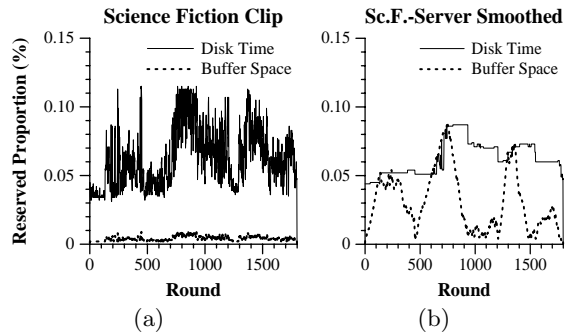 Science Fiction Clip
Reserved Proportion (%)
0.15
0.10
0.05
0
Disk Time
Buffer Space
0 500 1000 1500
Round
(a)
Sc.F.-Server Smoothed
0.15
0.10
0.05
0
Disk Time
Buffer Space
0 500 1000 1500
Round
(b)